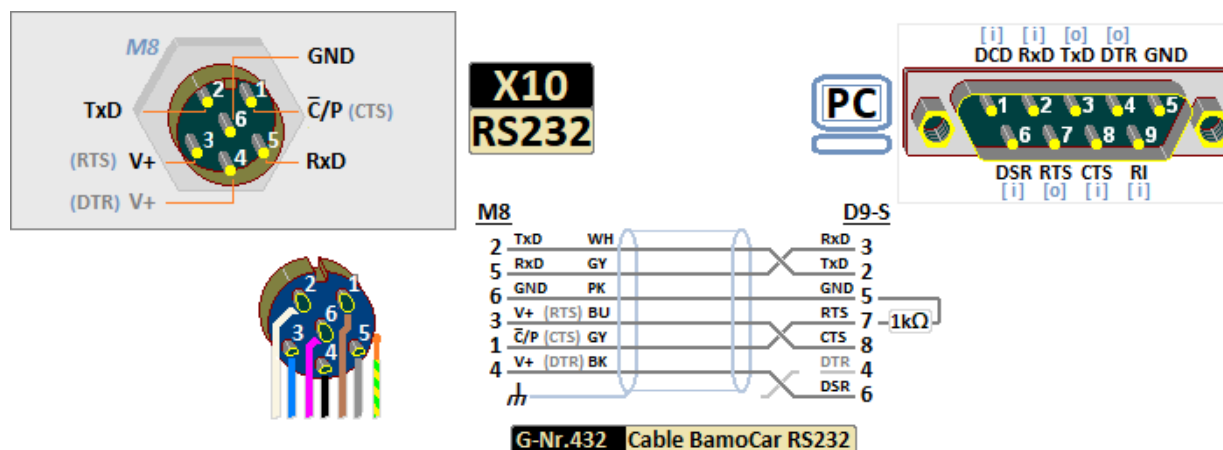 [i] [i] [o] [o]
DCD RxD TxD DTR GND
M8
GND
TxD
C̅/P (CTS)
2 1
6
3 5
4
(RTS) V+
RxD
(DTR) V+
X10
RS232
PC
1 2 3 4 5
6 7 8 9
DSR RTS CTS RI
[i] [o] [i] [i]
M8 D9-S
2 TxD WH RxD 3
5 RxD GY TxD 2
6 GND PK GND 5
3 V+ (RTS) BU RTS 7 1kΩ
1 C̅/P (CTS) GY CTS 8
4 V+ (DTR) BK DTR 4
DSR 6
2 1
6
3 5
4
G-Nr.432 Cable BamoCar RS232